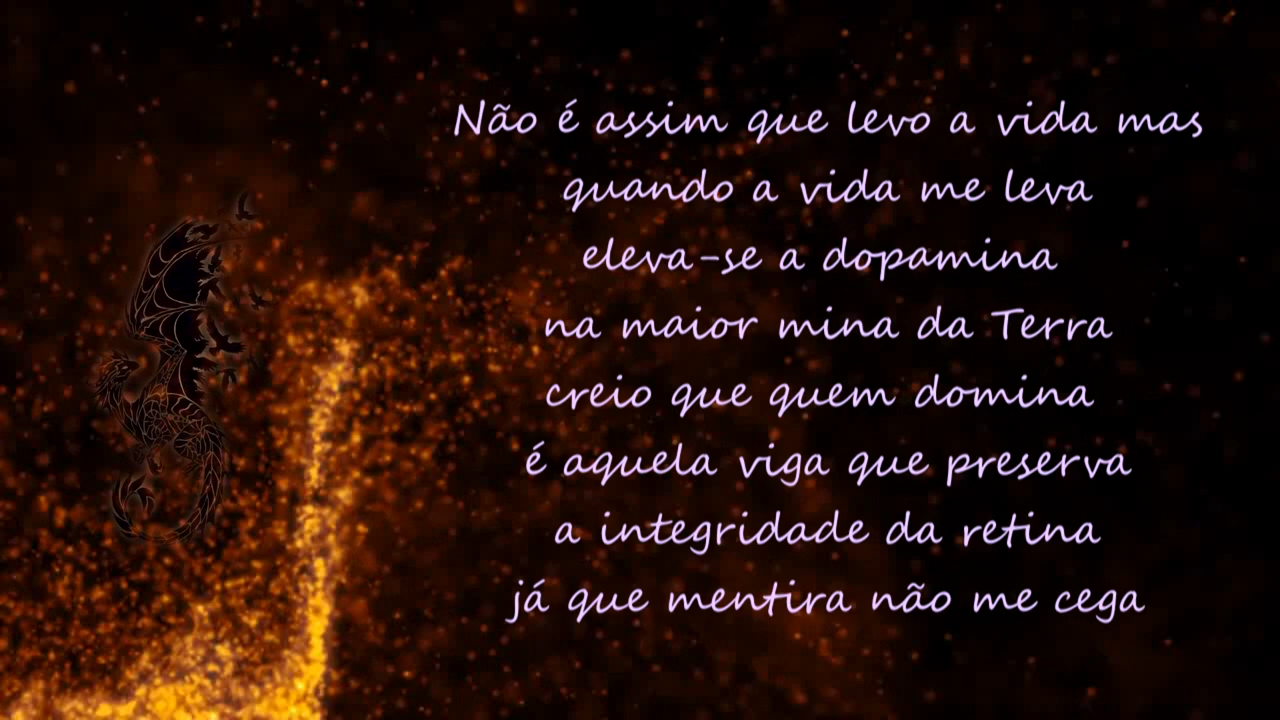 Não é assim que levo a vida mas
quando a vida me leva
eleva-se a dopamina
na maior mina da Terra
creio que quem domina
é aquela viga que preserva
a integridade da retina
já que mentira não me cega